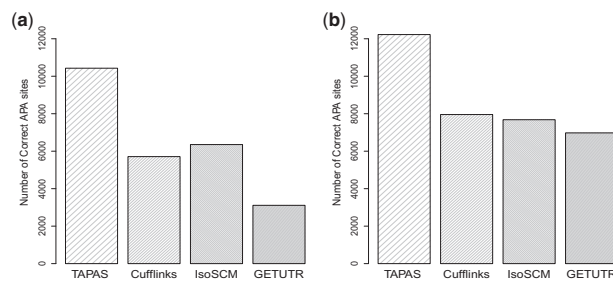 (a)
Number of Correct APA sites
0 2000 4000 6000 8000 10000 12000
TAPAS Cufflinks IsoSCM GETUTR
(b)
Number of Correct APA sites
0 2000 4000 6000 8000 10000 12000
TAPAS Cufflinks IsoSCM GETUTR